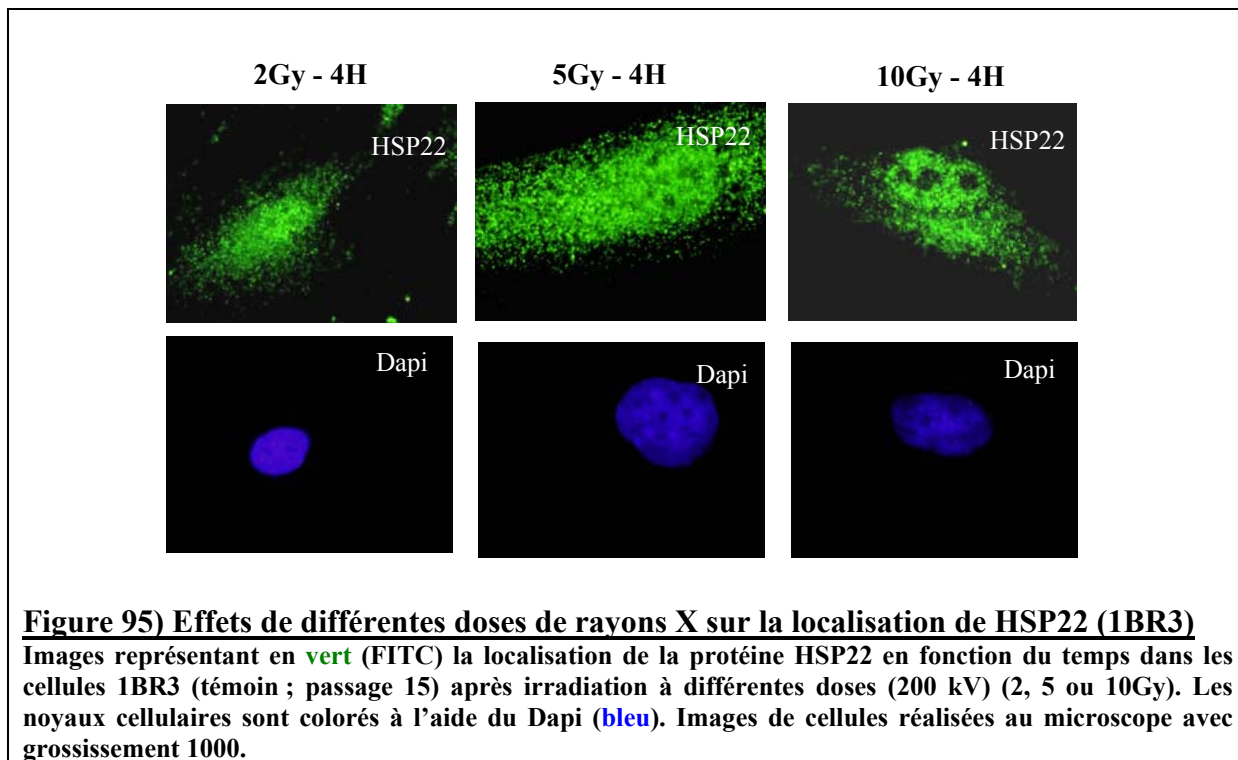 2Gy - 4H
5Gy - 4H
10Gy - 4H
HSP22
HSP22
HSP22
Dapi
Dapi
Dapi
Figure 95) Effets de différentes doses de rayons X sur la localisation de HSP22 (1BR3)
Images représentant en vert (FITC) la localisation de la protéine HSP22 en fonction du temps dans les
cellules 1BR3 (témoin ; passage 15) après irradiation à différentes doses (200 kV) (2, 5 ou 10Gy). Les
noyaux cellulaires sont colorés à l’aide du Dapi (bleu). Images de cellules réalisées au microscope avec
grossissement 1000.